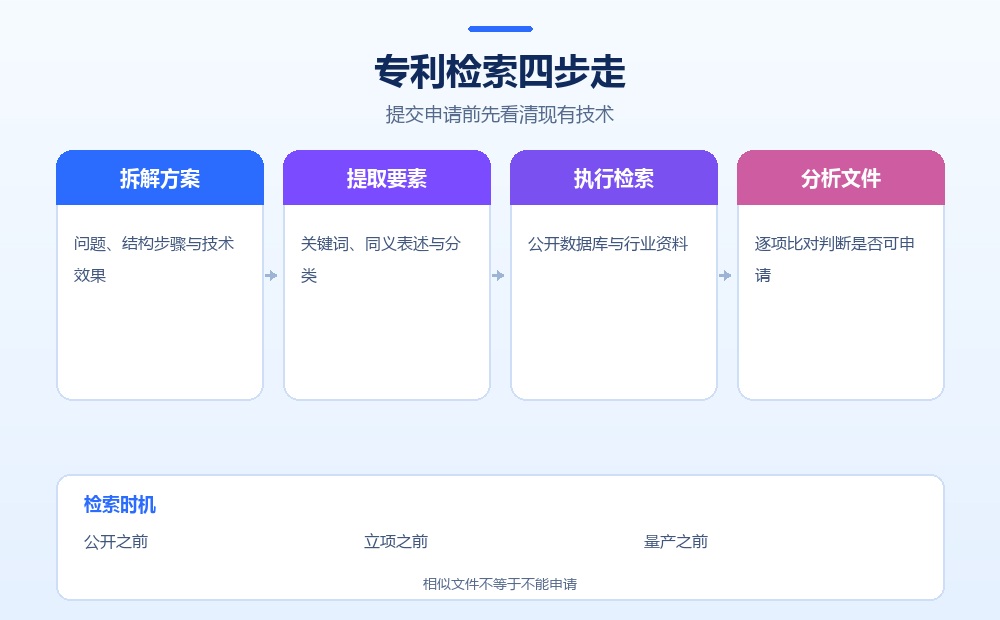 专利检索四步走
提交申请前先看清现有技术
拆解方案
问题、结构步骤与技术
效果
提取要素
关键词、同义表述与分
类
执行检索
公开数据库与行业资料
分析文件
逐项比对判断是否可申
请
检索时机
公开之前
立项之前
量产之前
相似文件不等于不能申请